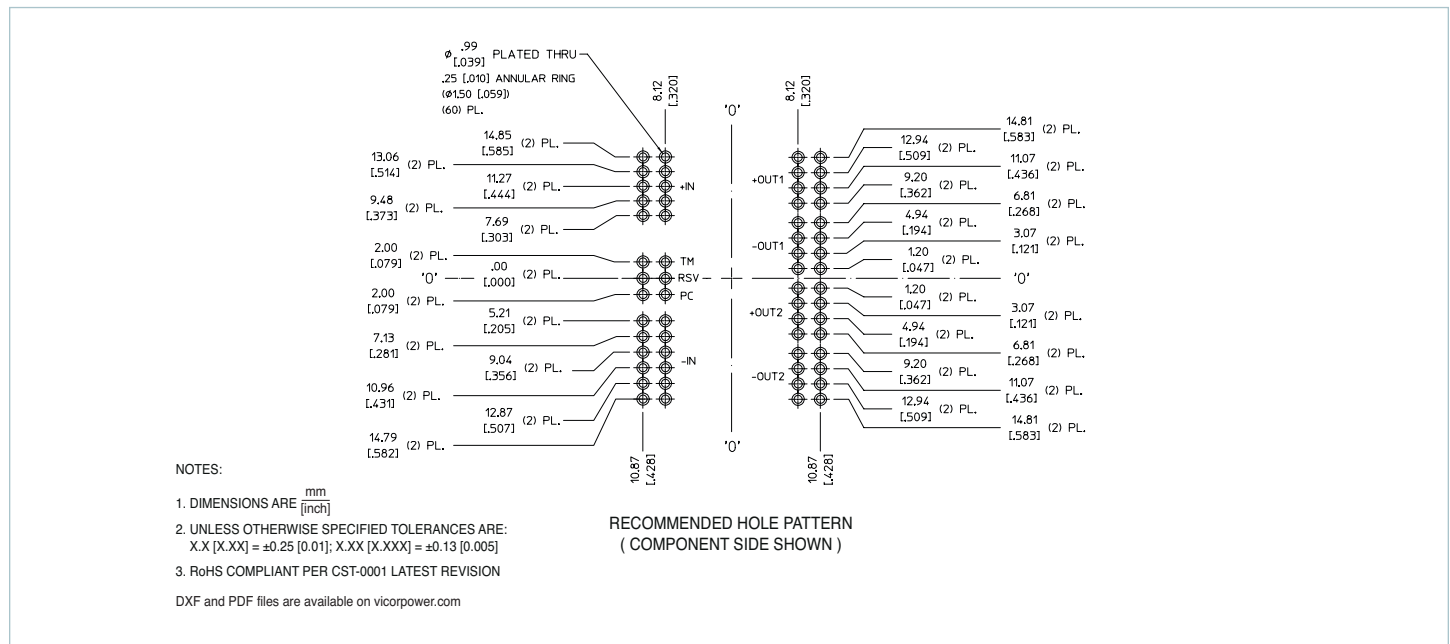 ø .99 PLATED THRU
[.039]
.25 [.010] ANNULAR RING
(ø1.50 [.059])
(60) PL.
8.12
[.320]
'0'
8.12
[.320]
14.85
[.585] (2) PL.
13.06
[.514] (2) PL.
11.27
[.444] (2) PL.
9.48
[.373] (2) PL.
7.69
[.303] (2) PL.
2.00
[.079] (2) PL.
'0'
.00
[.000] (2) PL.
2.00
[.079] (2) PL.
5.21
[.205] (2) PL.
7.13
[.281] (2) PL.
9.04
[.356] (2) PL.
10.96
[.431] (2) PL.
12.87
[.507] (2) PL.
14.79
[.582] (2) PL.
+IN
TM
RSV
PC
-IN
+OUT1
-OUT1
+OUT2
-OUT2
14.81
[.583] (2) PL.
12.94
[.509] (2) PL.
11.07
[.436] (2) PL.
9.20
[.362] (2) PL.
6.81
[.268] (2) PL.
4.94
[.194] (2) PL.
3.07
[.121] (2) PL.
1.20
[.047] (2) PL.
'0'
1.20
[.047] (2) PL.
3.07
[.121] (2) PL.
4.94
[.194] (2) PL.
6.81
[.268] (2) PL.
9.20
[.362] (2) PL.
11.07
[.436] (2) PL.
12.94
[.509] (2) PL.
14.81
[.583] (2) PL.
10.87
[.428]
'0'
10.87
[.428]
NOTES:
1. DIMENSIONS ARE mm
[inch]
2. UNLESS OTHERWISE SPECIFIED TOLERANCES ARE:
X.X [X.XX] = ±0.25 [0.01]; X.XX [X.XXX] = ±0.13 [0.005]
3. RoHS COMPLIANT PER CST-0001 LATEST REVISION
DXF and PDF files are available on vicorpower.com
RECOMMENDED HOLE PATTERN
( COMPONENT SIDE SHOWN )